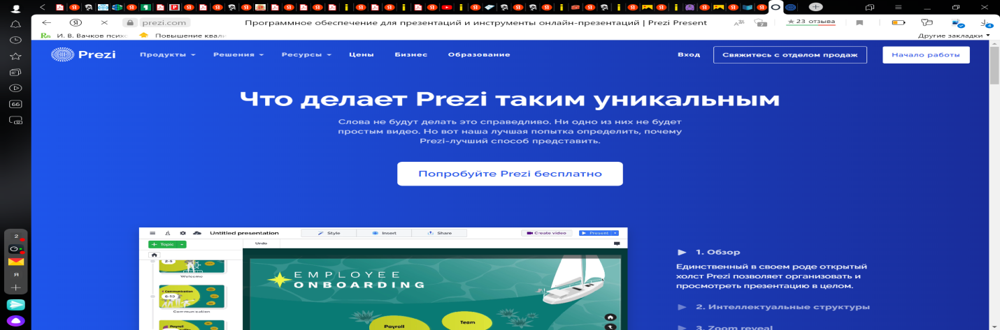 prezi.com
Программное обеспечение для презентаций и инструменты онлайн-презентаций | Prezi Present
23 отзыва
И. В. Вачков психо
Повышение квали
Другие закладки
Prezi
Продукты
Решения
Ресурсы
Цены
Бизнес
Образование
Вход
Свяжитесь с отделом продаж
Начало работы
Что делает Prezi таким уникальным
Слова не будут делать это справедливо. Ни одно из них не будет
простым видео. Но вот наша лучшая попытка определить, почему
Prezi-лучший способ представить.
Попробуйте Prezi бесплатно
Untitled presentation
Style
Insert
Share
Create video
Present
+ Topic
Undo
2-5
Welcome
Communication
6-10
Communication
Payroll
EMPLOYEE
ONBOARDING
Payroll
Team
1. Обзор
Единственный в своем роде открытый
холст Prezi позволяет организовать и
просмотреть презентацию в целом.
2. Интеллектуальные структуры
3. Zoom reveal
66
2
Я